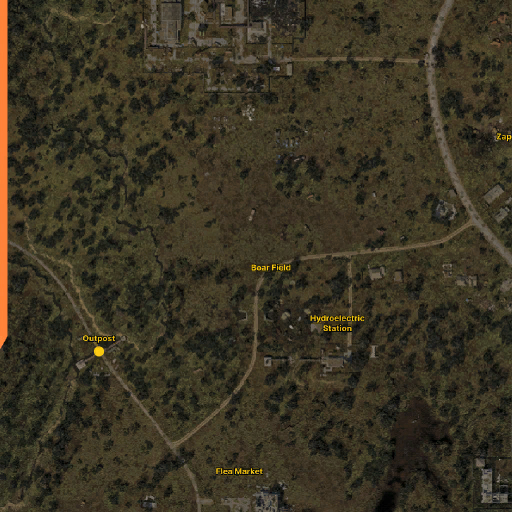 Zap
Boar Field
Hydroelectric
Station
Outpost
Flea Market